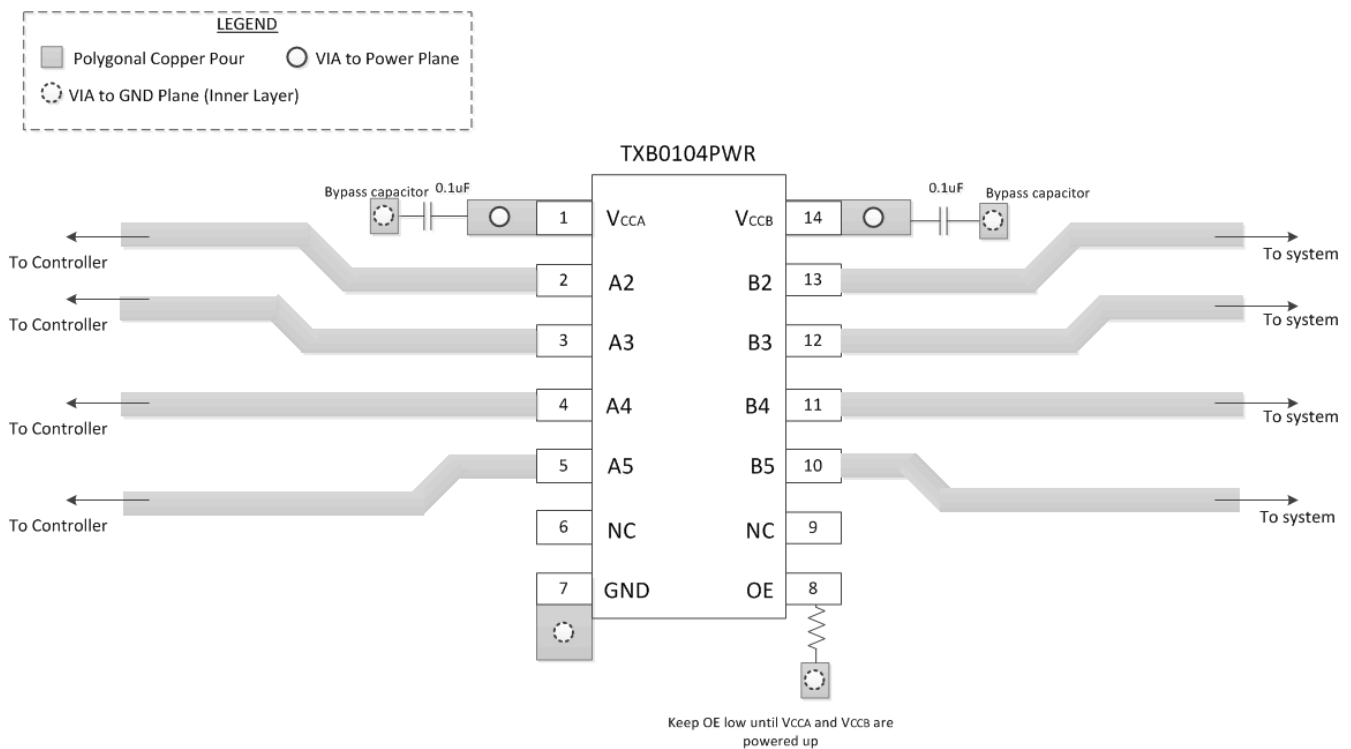 LEGEND
Polygonal Copper Pour
VIA to Power Plane
VIA to GND Plane (Inner Layer)
TXB0104PWR
Bypass capacitor
0.1uF
0.1uF
Bypass capacitor
1
VCCA
VCCB
14
To Controller
2
A2
B2
13
To system
To Controller
3
A3
B3
12
To system
To Controller
4
A4
B4
11
To system
To Controller
5
A5
B5
10
To system
6
NC
NC
9
7
GND
OE
8
Keep OE low until VCCA and VCCB are
powered up